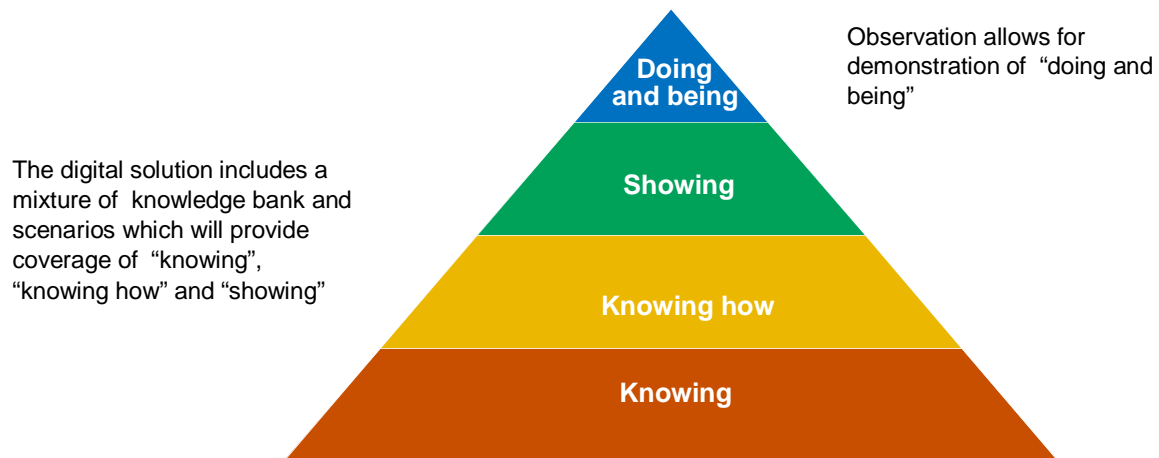 Doing
and being
Observation allows for
demonstration of “doing and
being”
The digital solution includes a
mixture of knowledge bank and
scenarios which will provide
coverage of “knowing”,
“knowing how” and “showing”
Showing
Knowing how
Knowing